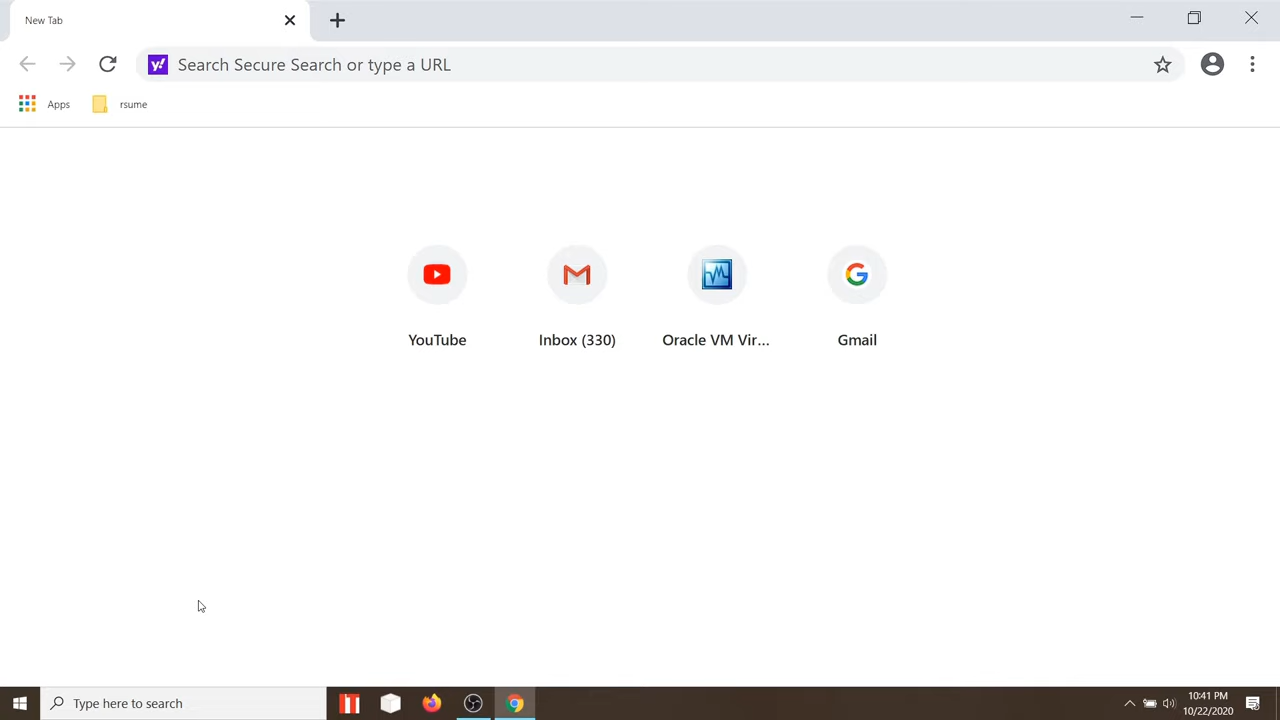 New Tab
y!
Search Secure Search or type a URL
Apps
rsume
YouTube
Inbox (330)
Oracle VM Vir...
Gmail
Type here to search
10:41 PM
10/22/2020